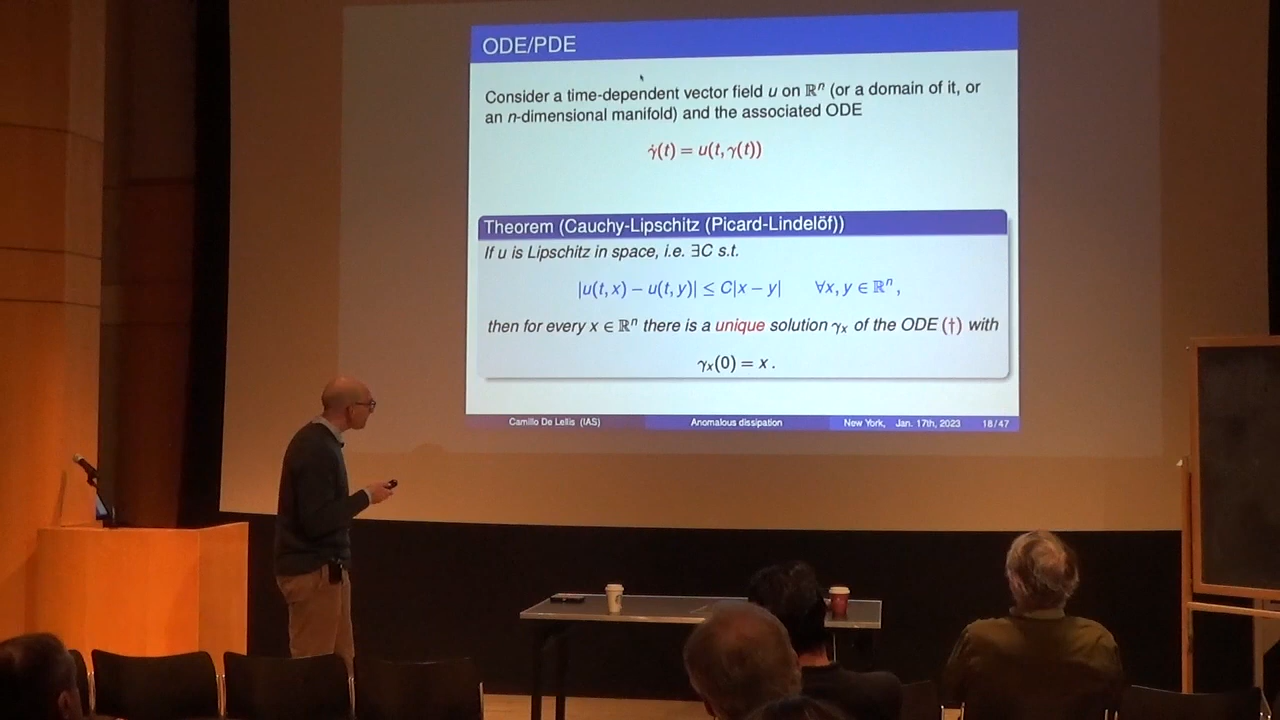 ODE/PDE
Consider a time-dependent vector field u on ℝⁿ (or a domain of it, or
an n-dimensional manifold) and the associated ODE
γ̇(t) = u(t, γ(t))
Theorem (Cauchy-Lipschitz (Picard-Lindelöf))
If u is Lipschitz in space, i.e. ∃C s.t.
|u(t, x) − u(t, y)| ≤ C|x − y| ∀x, y ∈ ℝⁿ,
then for every x ∈ ℝⁿ there is a unique solution γₓ of the ODE (†) with
γₓ(0) = x.
Camillo De Lellis (IAS) Anomalous dissipation New York, Jan. 17th, 2023 18/47